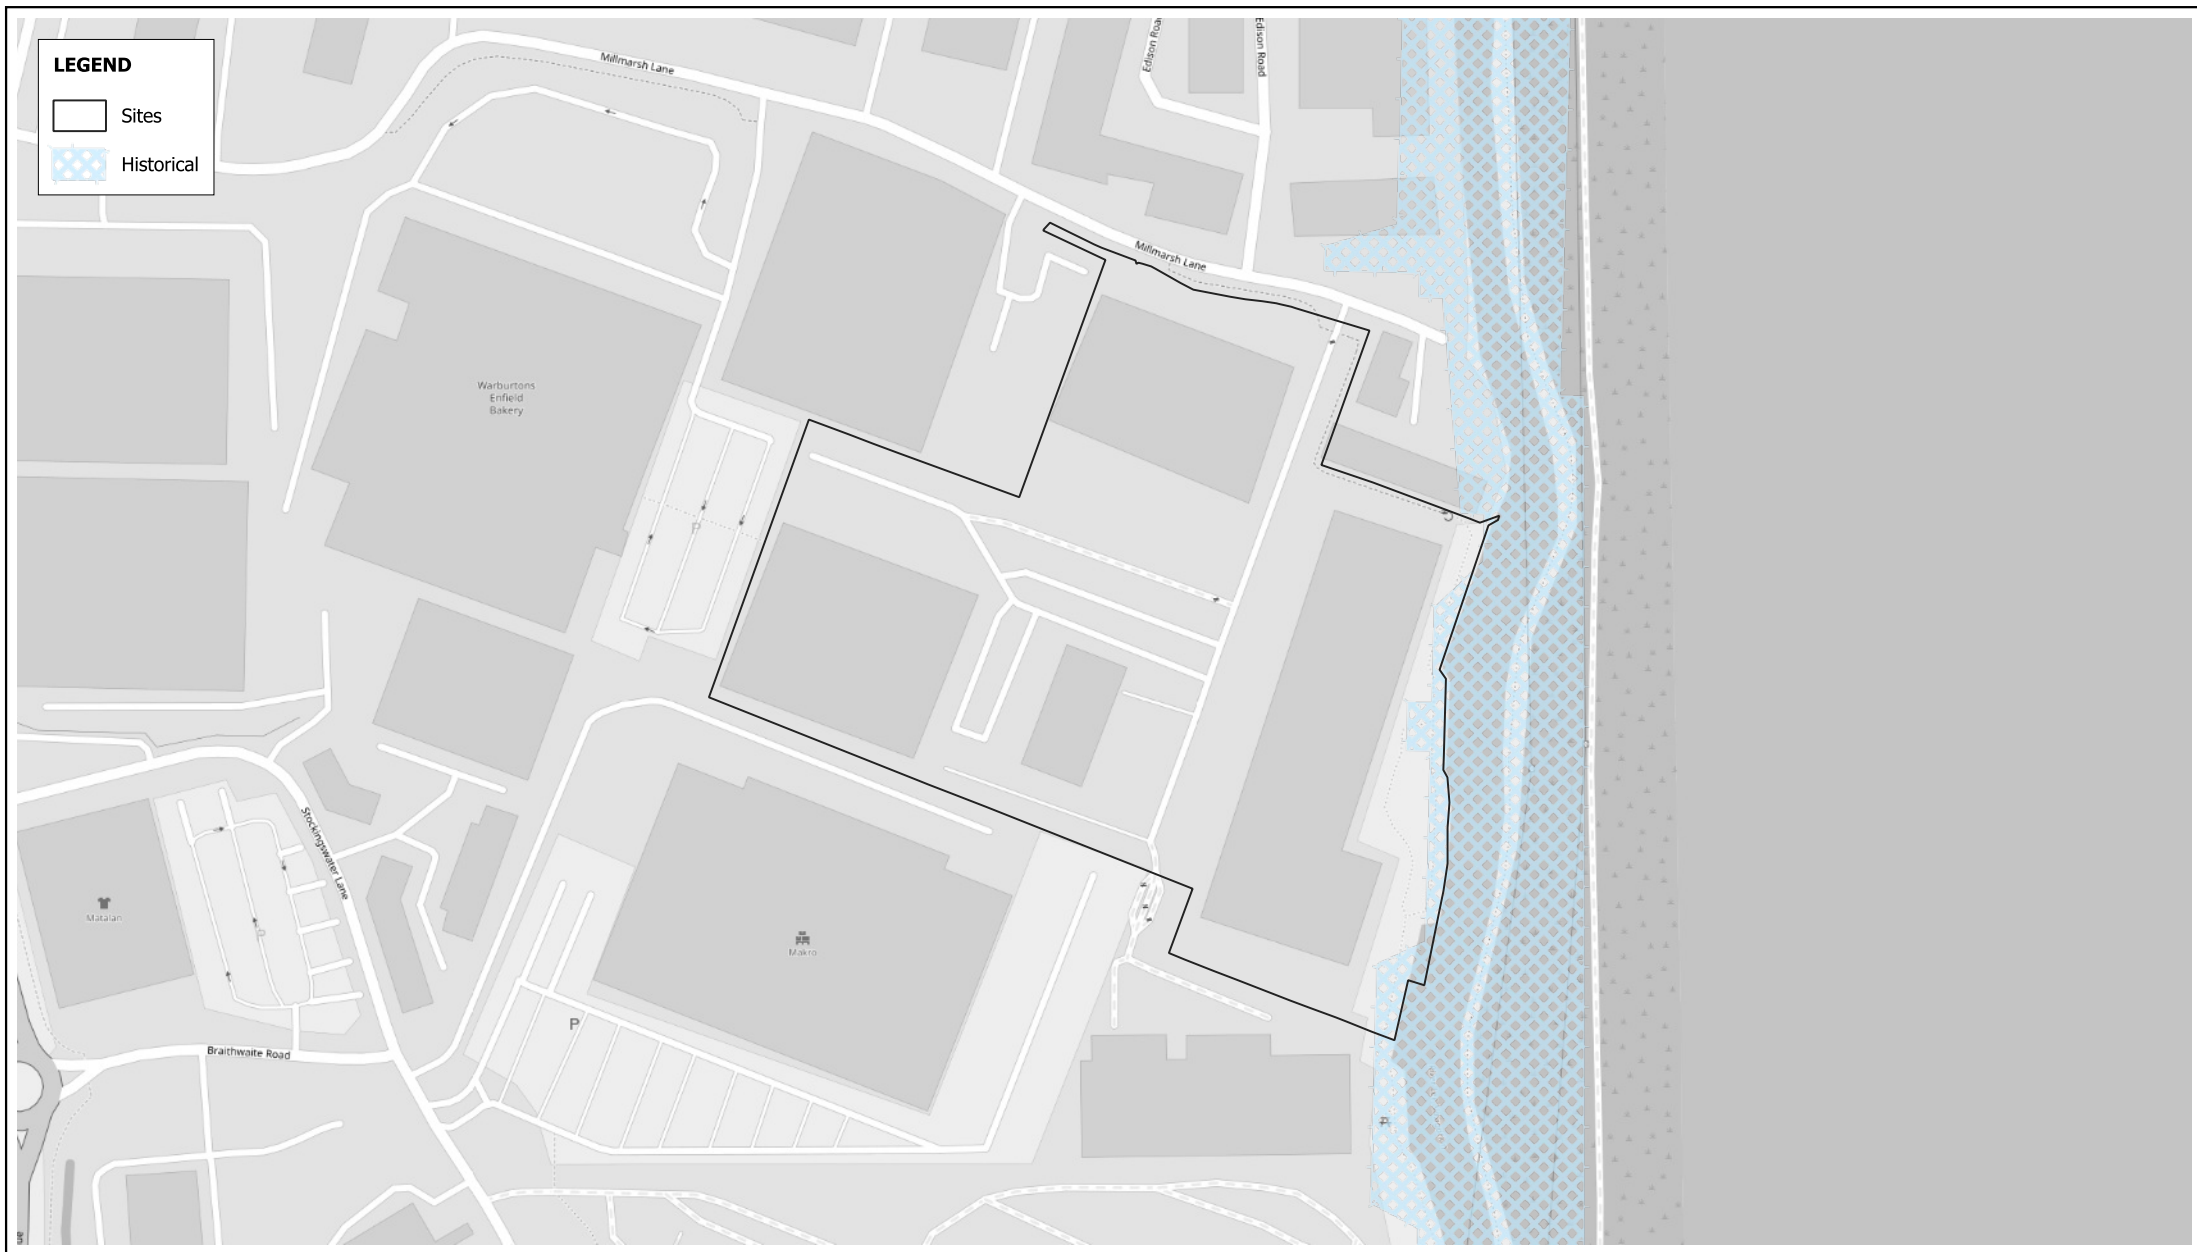 LEGEND
Sites
Historical
Millmarsh Lane
Edison Road
Edison Road
Millmarsh Lane
Warburtons
Enfield
Bakery
P
Stockingswater Lane
Matalan
Makro
P
Braithwaite Road